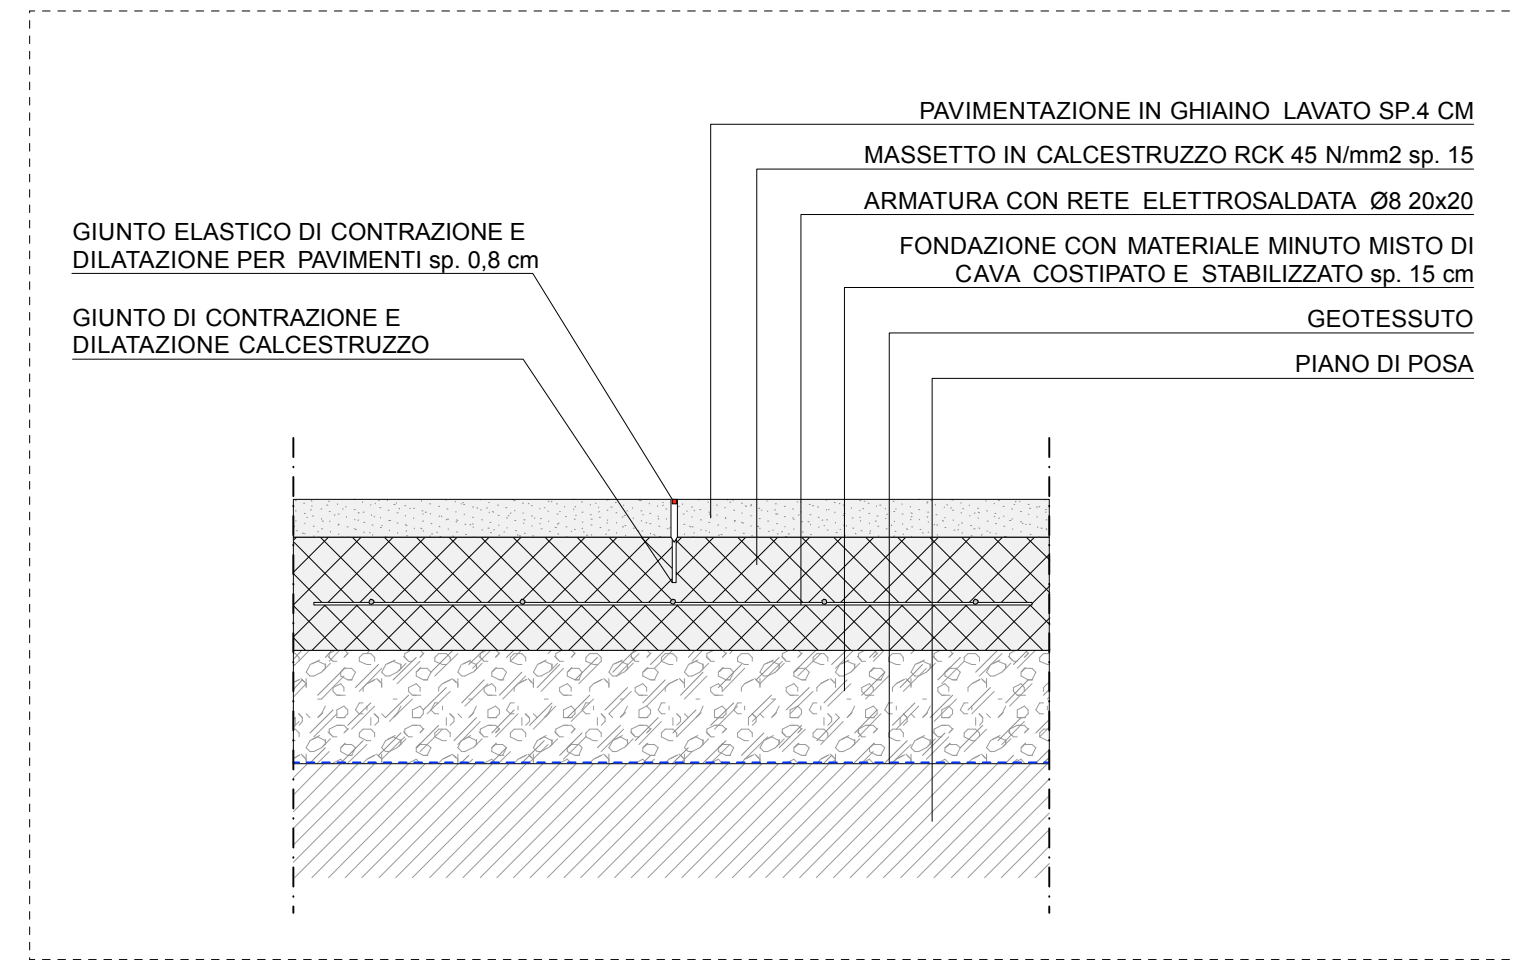 PAVIMENTAZIONE IN GHIAINO LAVATO SP.4 CM
MASSETTO IN CALCESTRUZZO RCK 45 N/mm2 sp. 15
ARMATURA CON RETE ELETTROSALDATA Ø8 20x20
FONDAZIONE CON MATERIALE MINUTO MISTO DI
CAVA COSTIPATO E STABILIZZATO sp. 15 cm
GEOTESSUTO
PIANO DI POSA
GIUNTO ELASTICO DI CONTRAZIONE E
DILATAZIONE PER PAVIMENTI sp. 0,8 cm
GIUNTO DI CONTRAZIONE E
DILATAZIONE CALCESTRUZZO